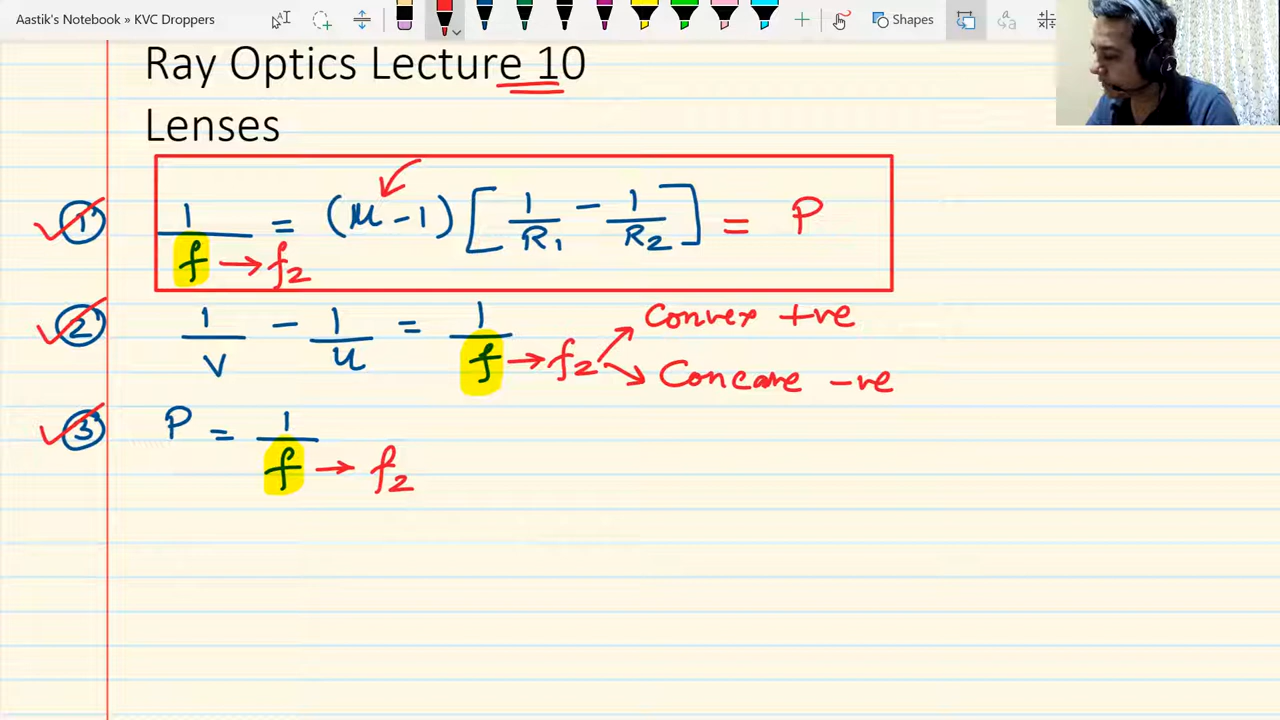 Aastik's Notebook » KVC Droppers
Shapes
Ray Optics Lecture 10
Lenses
① 1/f = (μ - 1) [1/R₁ - 1/R₂] = P
f → f₂
② 1/v - 1/u = 1/f → f₂
Convex +ve
Concave -ve
③ P = 1/f → f₂